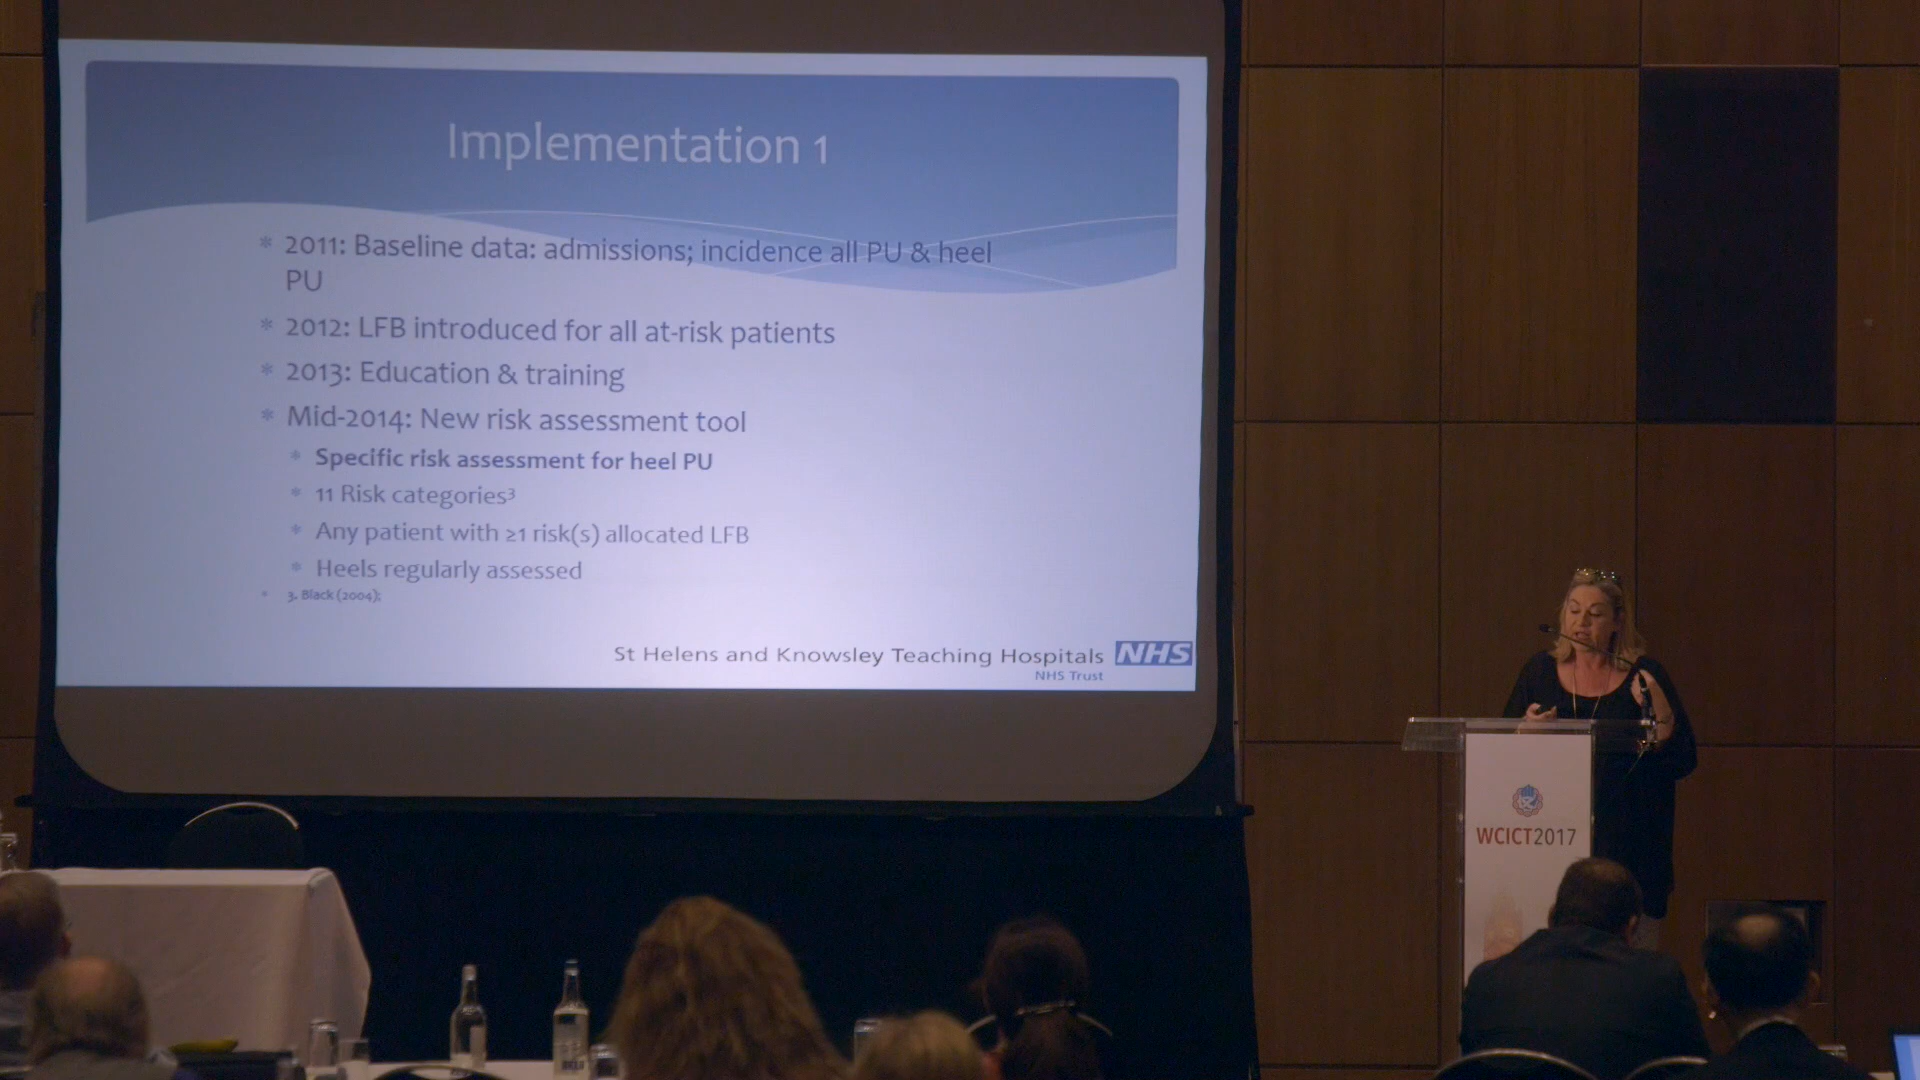 Implementation 1
* 2011: Baseline data: admissions; incidence all PU & heel
PU
* 2012: LFB introduced for all at-risk patients
* 2013: Education & training
* Mid-2014: New risk assessment tool
* Specific risk assessment for heel PU
* 11 Risk categories³
* Any patient with ≥1 risk(s) allocated LFB
* Heels regularly assessed
* 3. Black (2004);
St Helens and Knowsley Teaching Hospitals NHS
NHS Trust
WCICT2017